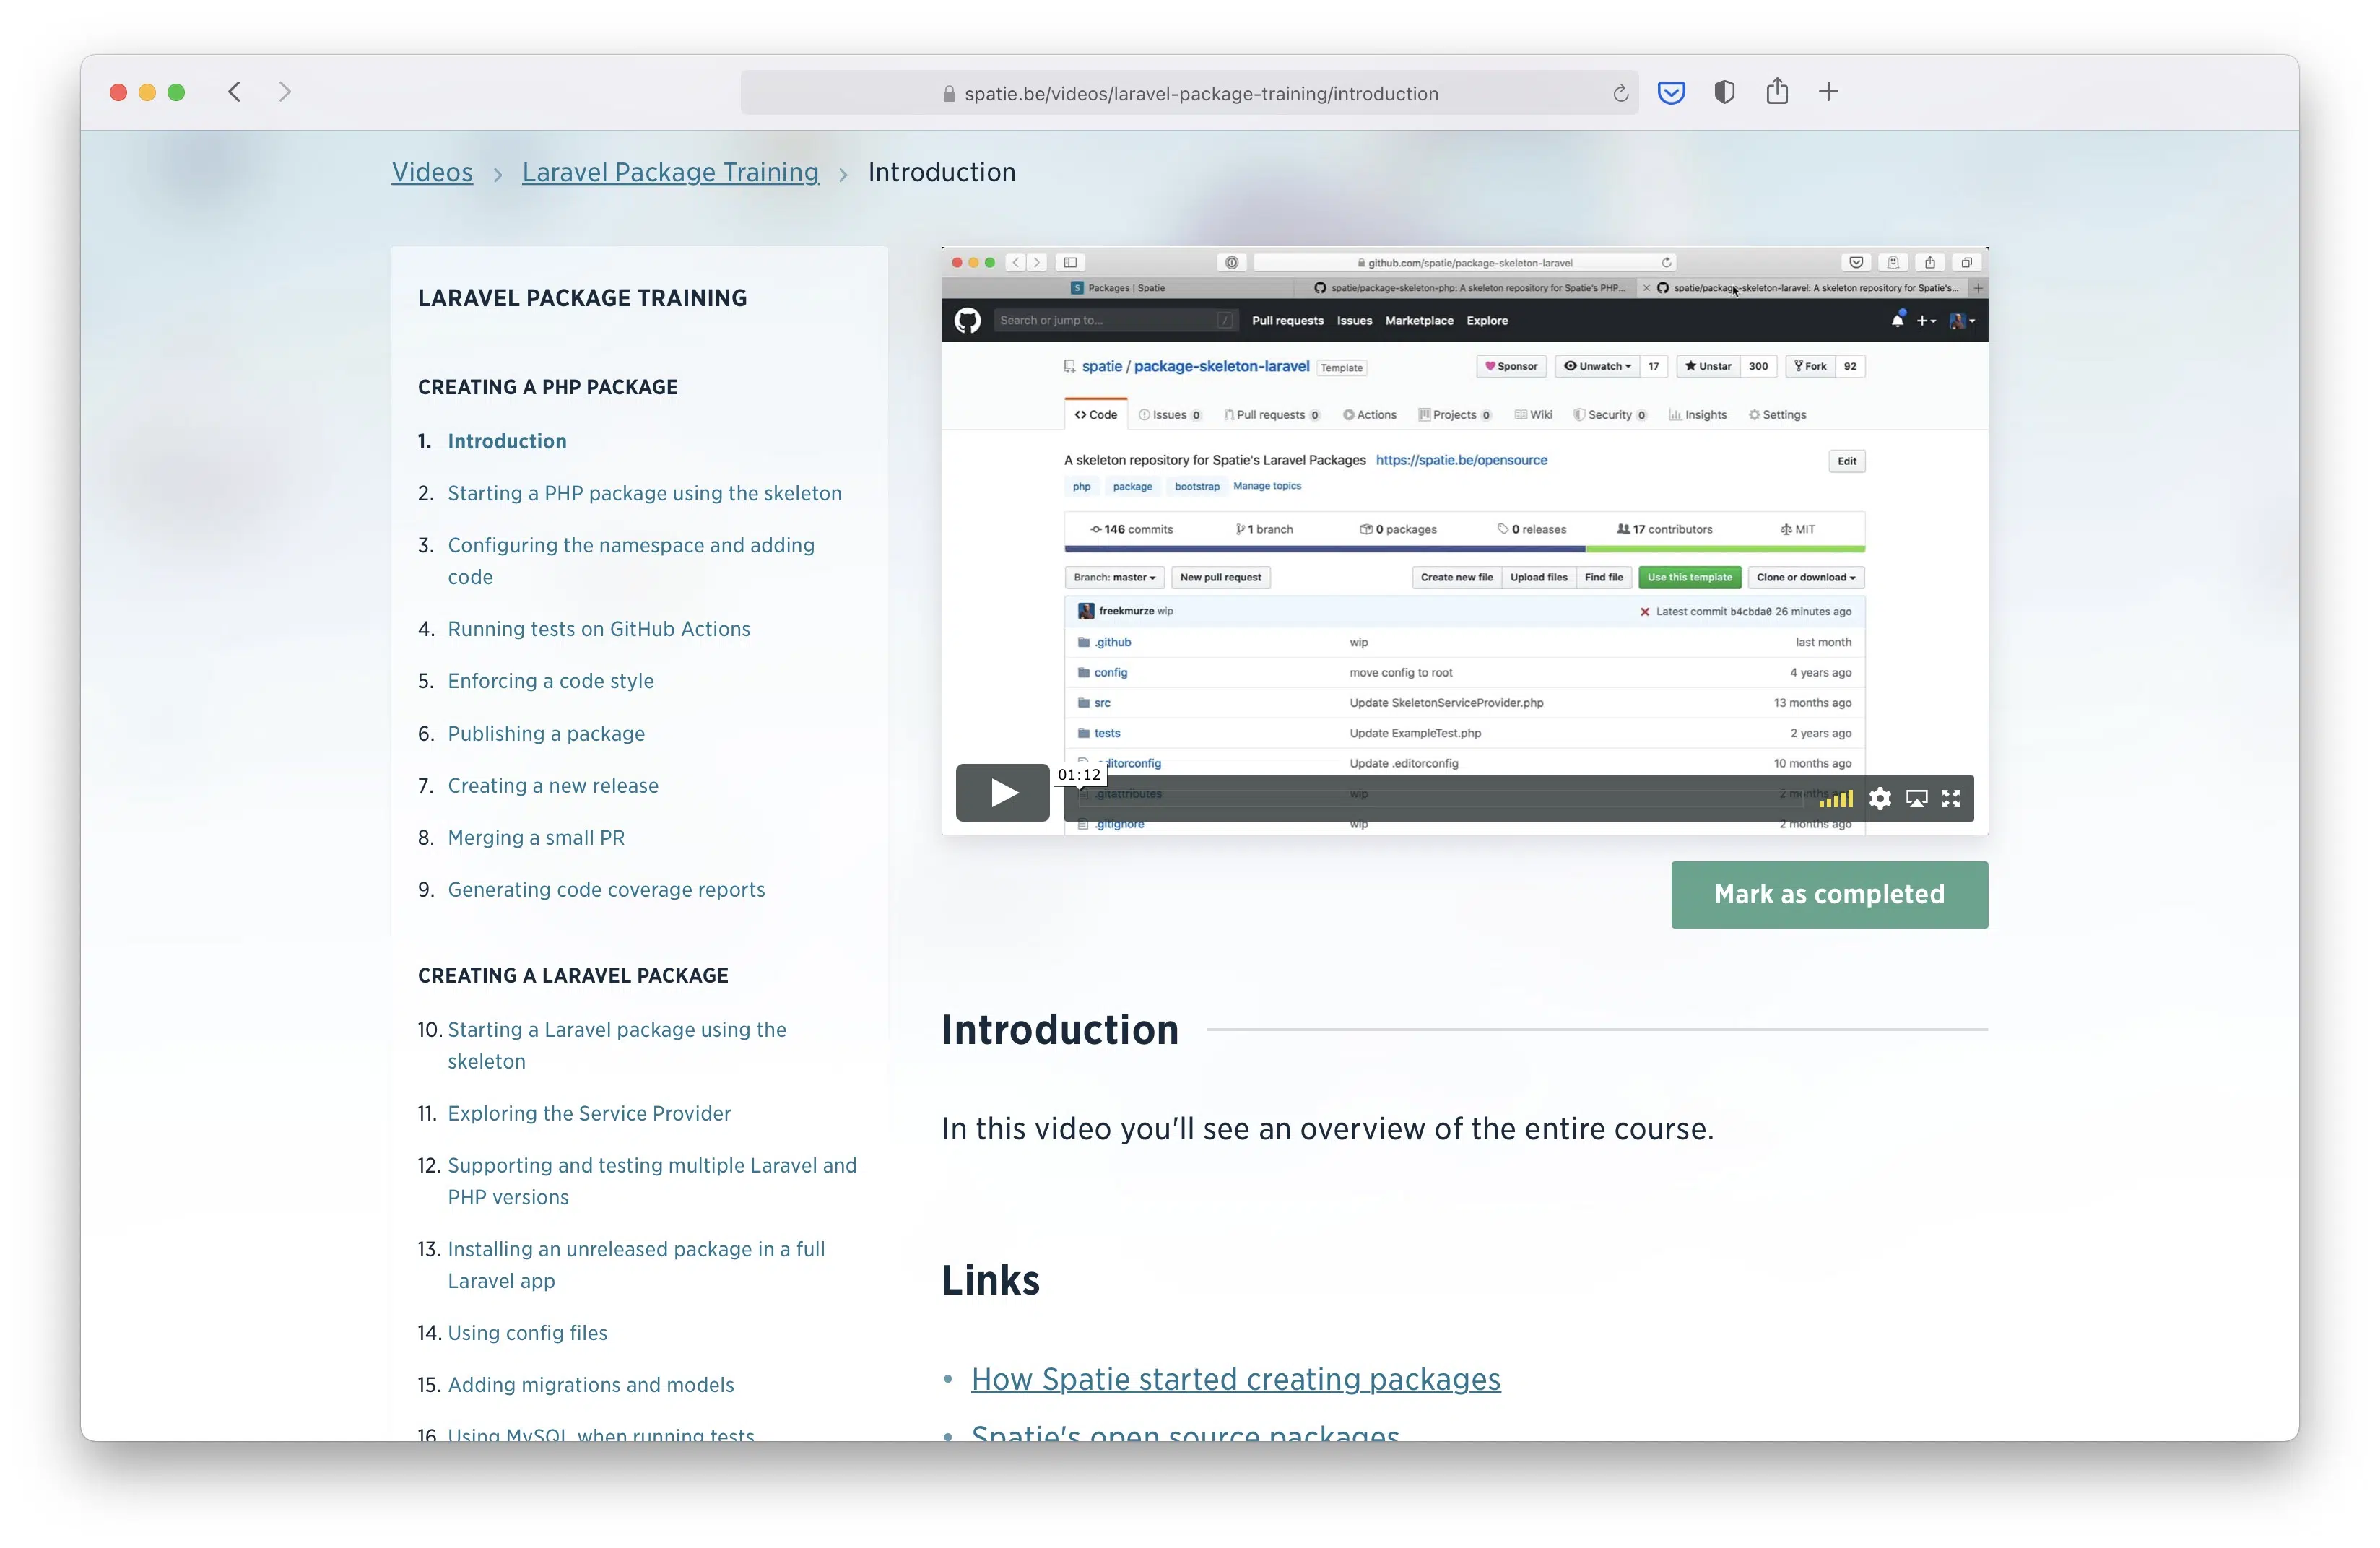 spatie.be/videos/laravel-package-training/introduction
Videos > Laravel Package Training > Introduction
LARAVEL PACKAGE TRAINING
CREATING A PHP PACKAGE
1. Introduction
2. Starting a PHP package using the skeleton
3. Configuring the namespace and adding
code
4. Running tests on GitHub Actions
5. Enforcing a code style
6. Publishing a package
7. Creating a new release
8. Merging a small PR
9. Generating code coverage reports
CREATING A LARAVEL PACKAGE
10. Starting a Laravel package using the
skeleton
11. Exploring the Service Provider
12. Supporting and testing multiple Laravel and
PHP versions
13. Installing an unreleased package in a full
Laravel app
14. Using config files
15. Adding migrations and models
16. Using MySQL when running tests
github.com/spatie/package-skeleton-laravel
S Packages | Spatie
spatie/package-skeleton-php: A skeleton repository for Spatie's PHP...
spatie/package-skeleton-laravel: A skeleton repository for Spatie's...
Search or jump to... / Pull requests Issues Marketplace Explore
spatie / package-skeleton-laravel Template Sponsor Unwatch 17 Unstar 300 Fork 92
Code Issues 0 Pull requests 0 Actions Projects 0 Wiki Security 0 Insights Settings
A skeleton repository for Spatie's Laravel Packages https://spatie.be/opensource Edit
php package bootstrap Manage topics
146 commits 1 branch 0 packages 0 releases 17 contributors MIT
Branch: master New pull request Create new file Upload files Find file Use this template Clone or download
freekmurze wip Latest commit b4cbda0 26 minutes ago
.github wip last month
config move config to root 4 years ago
src Update SkeletonServiceProvider.php 13 months ago
tests Update ExampleTest.php 2 years ago
.editorconfig Update .editorconfig 10 months ago
01:12
.gitattributes wip 2 months ago
.gitignore wip 2 months ago
Mark as completed
Introduction
In this video you'll see an overview of the entire course.
Links
• How Spatie started creating packages
• Spatie's open source packages